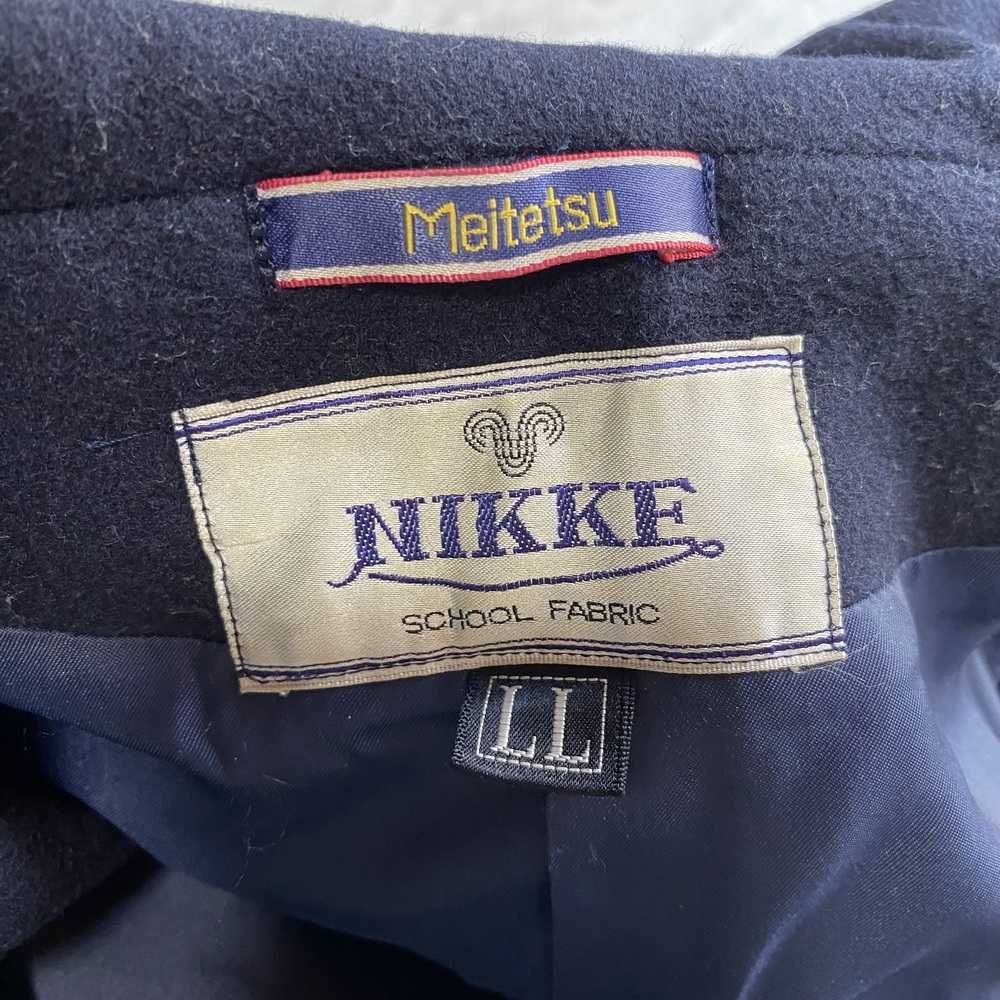 Meitetsu
NIKKE
SCHOOL FABRIC
LL